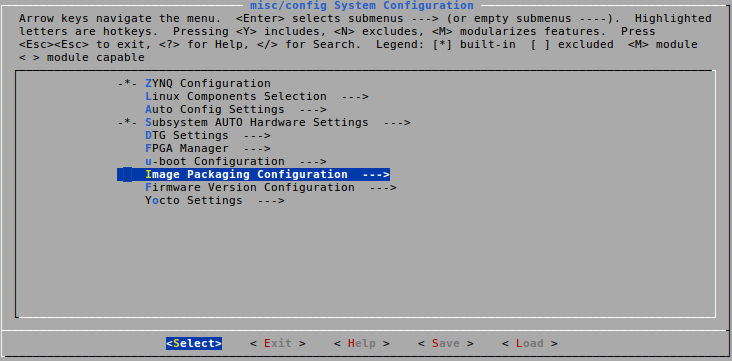 misc/config System Configuration
Arrow keys navigate the menu.  <Enter> selects submenus ---> (or empty submenus ----).  Highlighted
letters are hotkeys.  Pressing <Y> includes, <N> excludes, <M> modularizes features.  Press
<Esc><Esc> to exit, <?> for Help, </> for Search.  Legend: [*] built-in  [ ] excluded  <M> module
< > module capable
-*- ZYNQ Configuration
Linux Components Selection  --->
Auto Config Settings  --->
-*- Subsystem AUTO Hardware Settings  --->
DTG Settings  --->
FPGA Manager  --->
u-boot Configuration  --->
Image Packaging Configuration  --->
Firmware Version Configuration  --->
Yocto Settings  --->
<Select>    < Exit >    < Help >    < Save >    < Load >